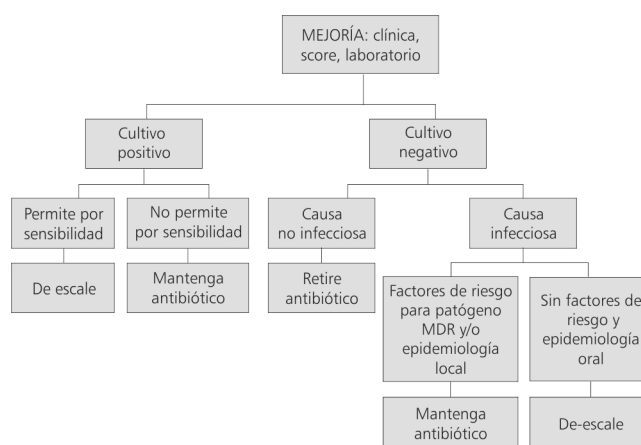 MEJORÍA: clínica,
score, laboratorio
Cultivo
positivo
Cultivo
negativo
Permite por
sensibilidad
No permite
por sensibilidad
Causa
no infecciosa
Causa
infecciosa
De escale
Mantenga
antibiótico
Retire
antibiótico
Factores de riesgo
para patógeno
MDR y/o
epidemiología
local
Sin factores de
riesgo y
epidemiología
oral
Mantenga
antibiótico
De-escale